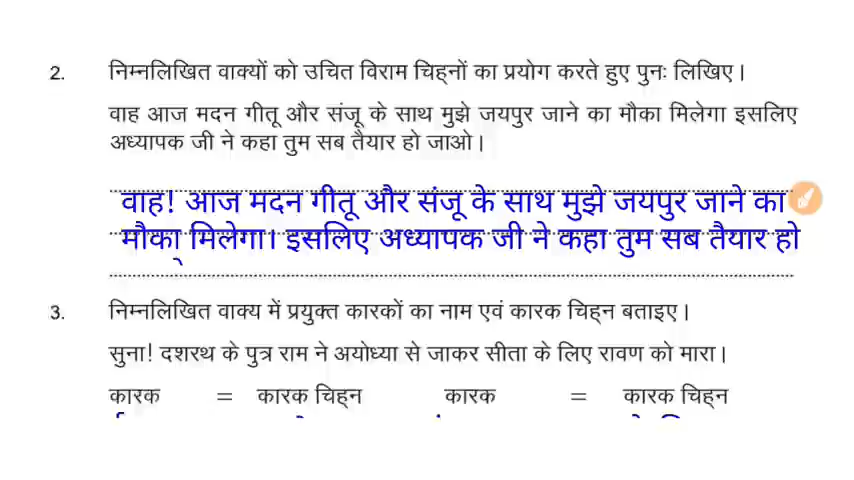 2. निम्नलिखित वाक्यों को उचित विराम चिह्नों का प्रयोग करते हुए पुनः लिखिए।
वाह आज मदन गीतू और संजू के साथ मुझे जयपुर जाने का मौका मिलेगा इसलिए
अध्यापक जी ने कहा तुम सब तैयार हो जाओ।
वाह! आज मदन गीतू और संजू के साथ मुझे जयपुर जाने का
मौका मिलेगा। इसलिए अध्यापक जी ने कहा तुम सब तैयार हो
3. निम्नलिखित वाक्य में प्रयुक्त कारकों का नाम एवं कारक चिह्न बताइए।
सुना! दशरथ के पुत्र राम ने अयोध्या से जाकर सीता के लिए रावण को मारा।
कारक = कारक चिह्न कारक = कारक चिह्न